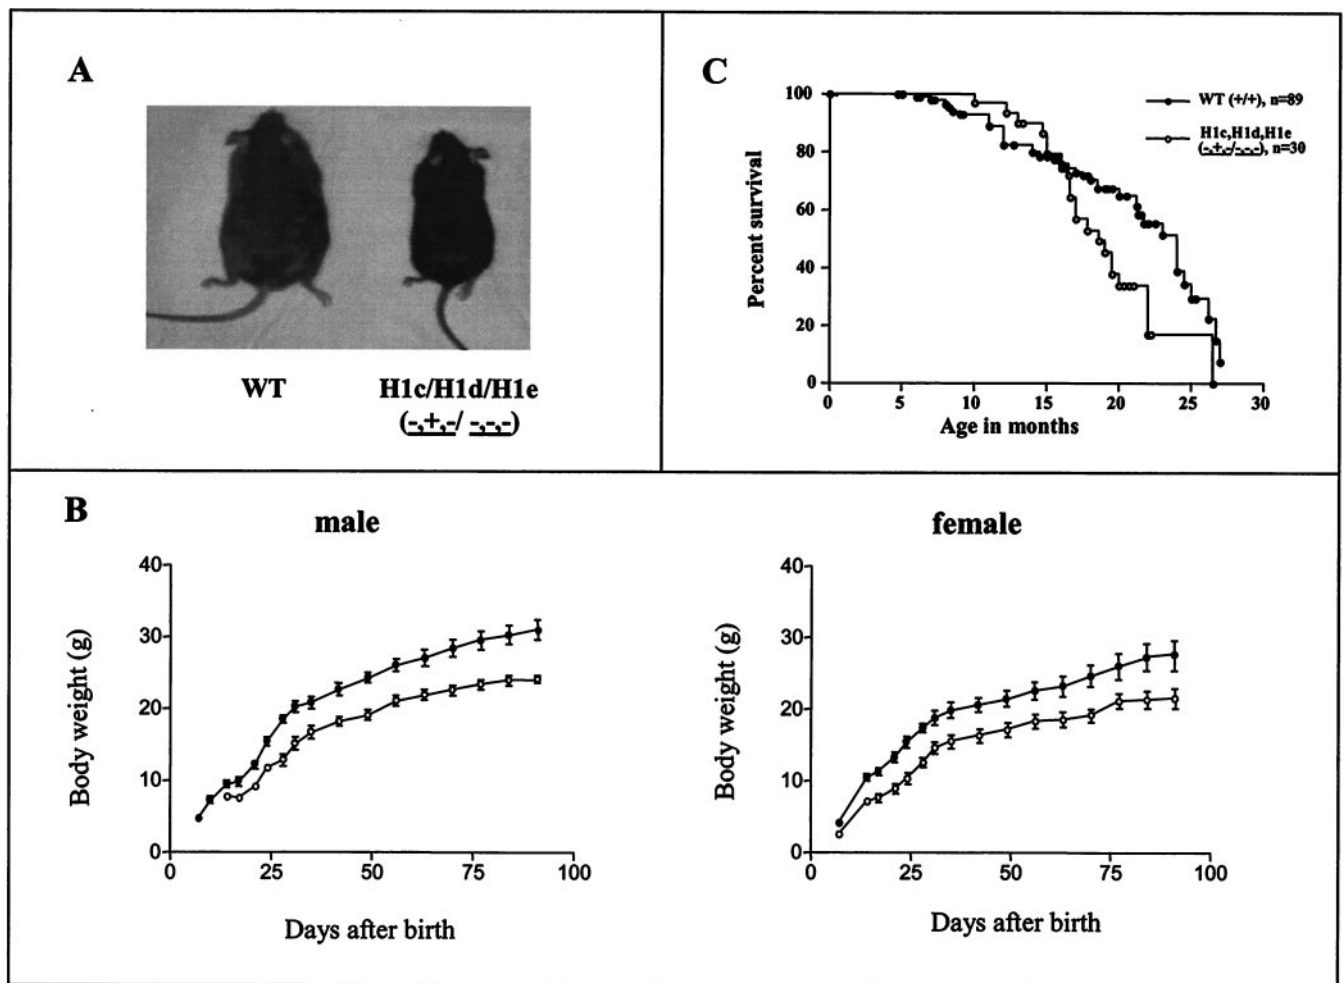 A
WT
H1c/H1d/H1e
(-,+,-/ -,-,-)
C
100
80
60
40
20
0
Percent survival
0 5 10 15 20 25 30
Age in months
WT (+/+), n=89
H1c,H1d,H1e
(-,+,-/-,-,-), n=30
B
male
40
30
20
10
0
Body weight (g)
0 25 50 75 100
Days after birth
female
40
30
20
10
0
Body weight (g)
0 25 50 75 100
Days after birth